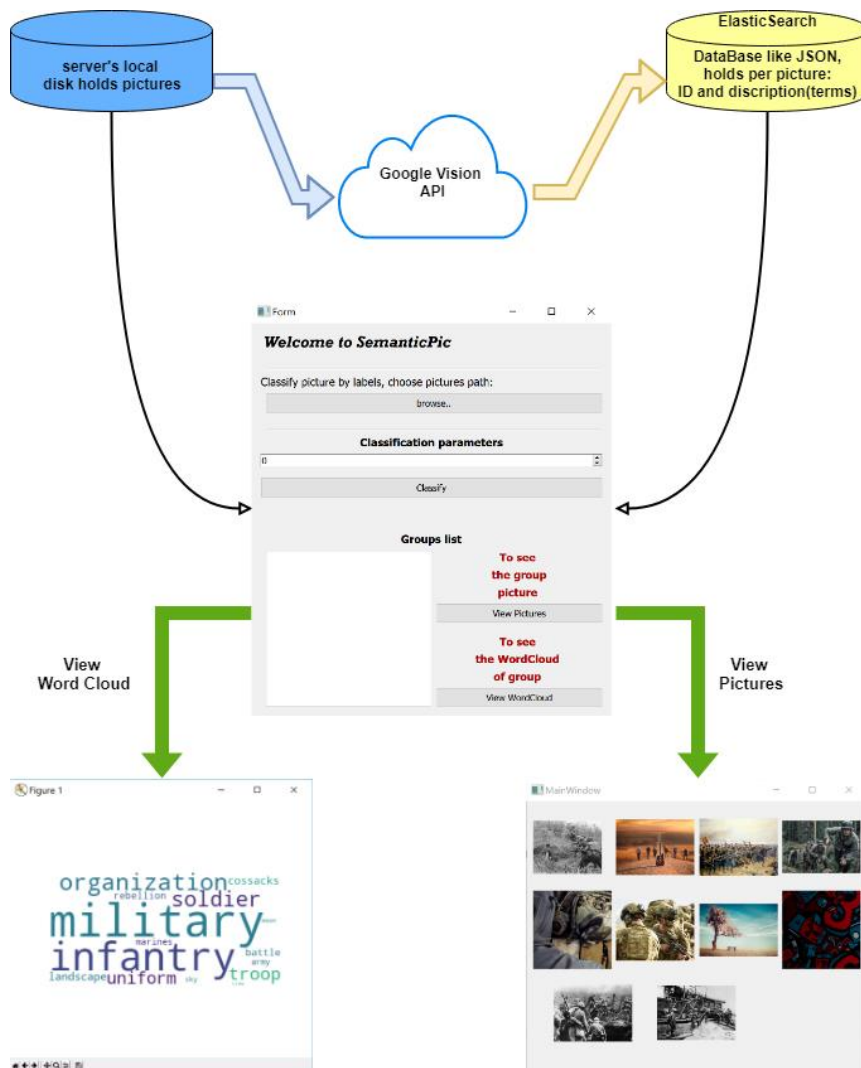 server's local
disk holds pictures
ElasticSearch
DataBase like JSON,
holds per picture:
ID and discription(terms)
Google Vision
API
Form
Welcome to SemanticPic
Classify picture by labels, choose pictures path:
browse..
Classification parameters
0
Classify
Groups list
To see
the group
picture
View Pictures
To see
the WordCloud
of group
View WordCloud
View
Word Cloud
View
Pictures
Figure 1
organization cossacks
rebellion soldier
military
marines
infantry battle
army
landscape uniform sky troop
MainWindow